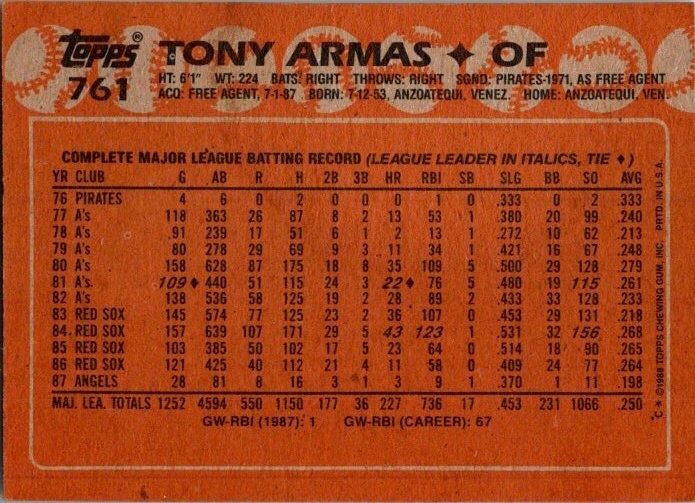 Topps®
761
TONY ARMAS ✦ OF
HT: 6'1" WT: 224 BATS: RIGHT THROWS: RIGHT SGND: PIRATES-1971, AS FREE AGENT
ACQ: FREE AGENT, 7-1-87 BORN: 7-12-53, ANZOATEQUI, VENEZ. HOME: ANZOATEQUI, VEN.
COMPLETE MAJOR LEAGUE BATTING RECORD (LEAGUE LEADER IN ITALICS, TIE ♦)
YR CLUB G AB R H 2B 3B HR RBI SB SLG BB SO AVG
76 PIRATES 4 6 0 2 0 0 0 1 0 .333 0 2 .333
77 A's 118 363 26 87 8 2 13 53 1 .380 20 99 .240
78 A's 91 239 17 51 6 1 2 13 1 .272 10 62 .213
79 A's 80 278 29 69 9 3 11 34 1 .421 16 67 .248
80 A's 158 628 87 175 18 8 35 109 5 .500 29 128 .279
81 A's 109♦ 440 51 115 24 3 22♦ 76 5 .480 19 115 .261
82 A's 138 536 58 125 19 2 28 89 2 .433 33 128 .233
83 RED SOX 145 574 77 125 23 2 36 107 0 .453 29 131 .218
84 RED SOX 157 639 107 171 29 5 43 123 1 .531 32 156 .268
85 RED SOX 103 385 50 102 17 5 23 64 0 .514 18 90 .265
86 RED SOX 121 425 40 112 21 4 11 58 0 .409 24 77 .264
87 ANGELS 28 81 8 16 3 1 3 9 1 .370 1 11 .198
MAJ. LEA. TOTALS 1252 4594 550 1150 177 36 227 736 17 .453 231 1066 .250
GW-RBI (1987): 1 GW-RBI (CAREER): 67
C * ©1988 TOPPS CHEWING GUM, INC. PRTD. IN U.S.A.